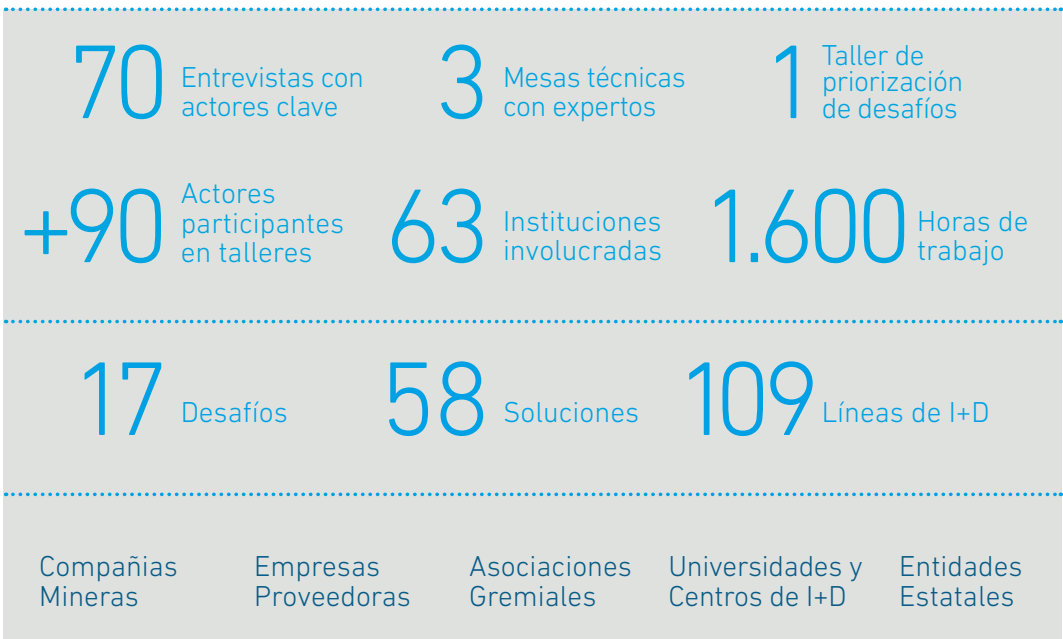 70 Entrevistas con
actores clave
3 Mesas técnicas
con expertos
1 Taller de
priorización
de desafíos
+90 Actores
participantes
en talleres
63 Instituciones
involucradas
1.600 Horas de
trabajo
17 Desafíos
58 Soluciones
109 Líneas de I+D
Compañias
Mineras
Empresas
Proveedoras
Asociaciones
Gremiales
Universidades y
Centros de I+D
Entidades
Estatales